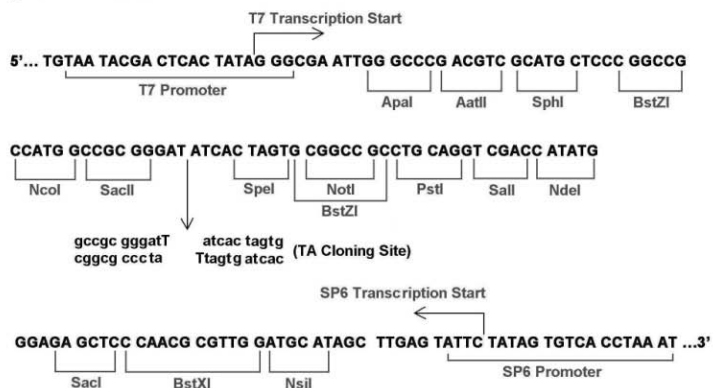 T7 Transcription Start
5'... TGTAA TACGA CTCAC TATAG GGCGA ATTGG GCCCG ACGTC GCATG CTCCC GGCCG
T7 Promoter
ApaI AatII SphI BstZI
CCATGG CCGCG GGAT ATCAC TAGTG CGGCC GCCTG CAGGT CGACC ATATG
NcoI SacII SpeI NotI PstI SalI NdeI
BstZI
gccgc gggatT atcac tagtg
(TA Cloning Site)
cggcg cccta Ttagtg atcac
SP6 Transcription Start
GGAGA GCTCC CAACG CGTTG GATGC ATAGC TTGAG TATTC TATAG TGTCA CCTAA AT ...3'
SacI BstXI NsiI
SP6 Promoter